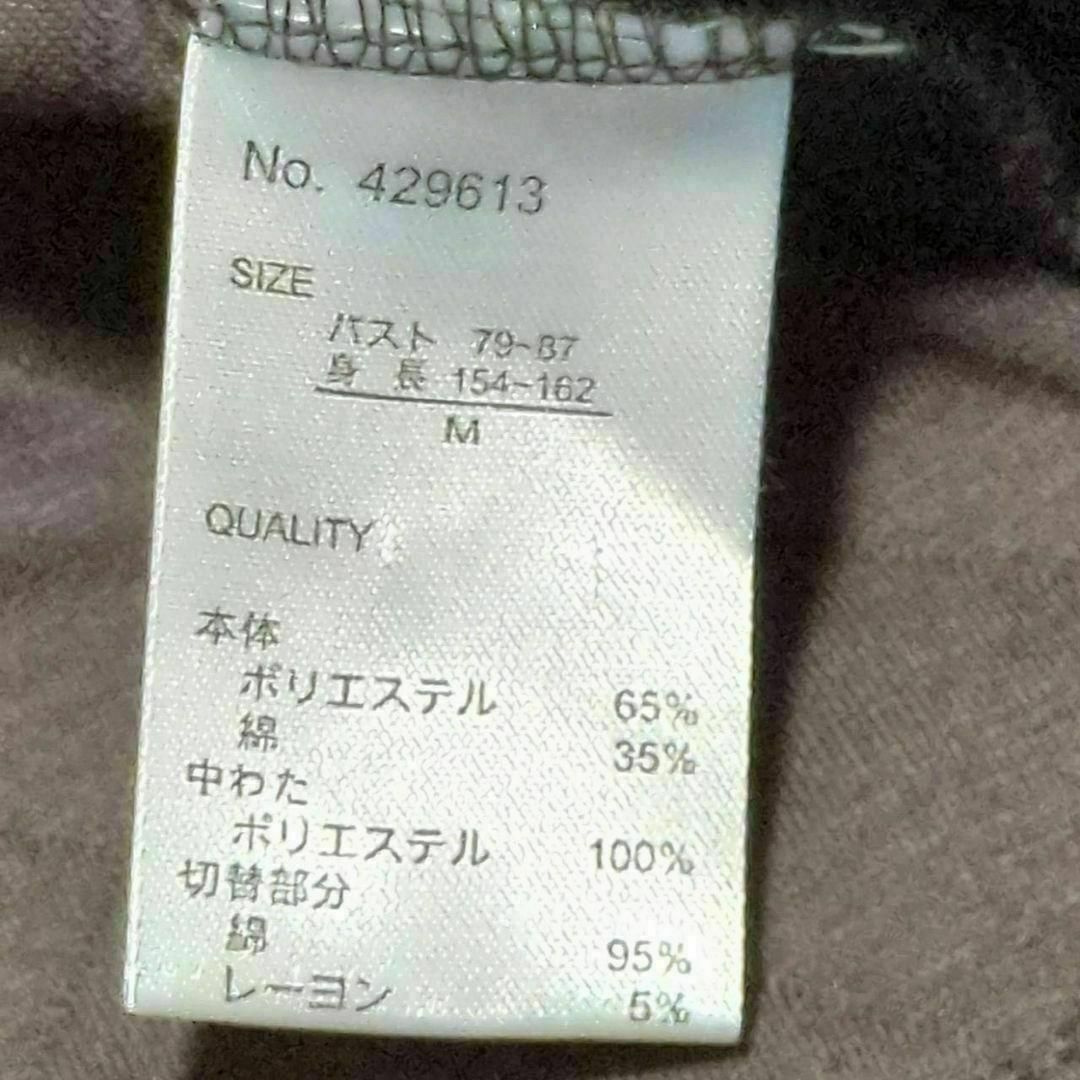 No. 429613
SIZE
バスト 79-87
身 長 154-162
M
QUALITY
本体
ポリエステル 65%
綿 35%
中わた
ポリエステル 100%
切替部分
綿 95%
レーヨン 5%